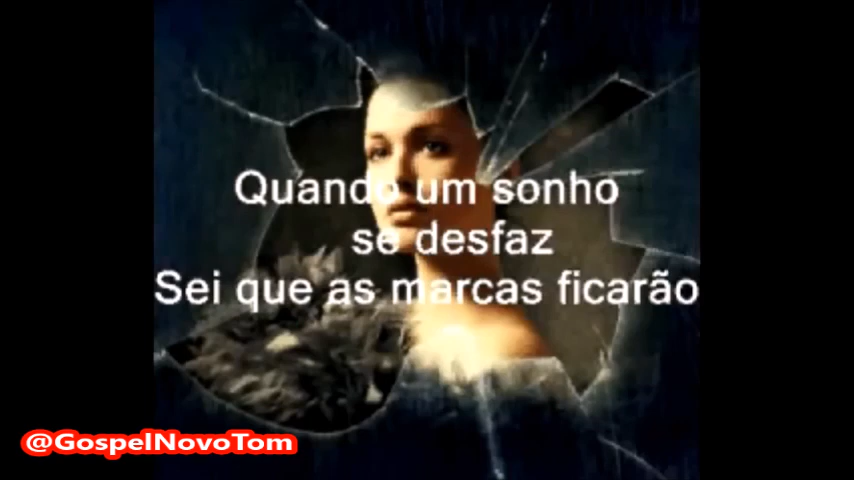 Quando um sonho
se desfaz
Sei que as marcas ficarão
@GospelNovoTom